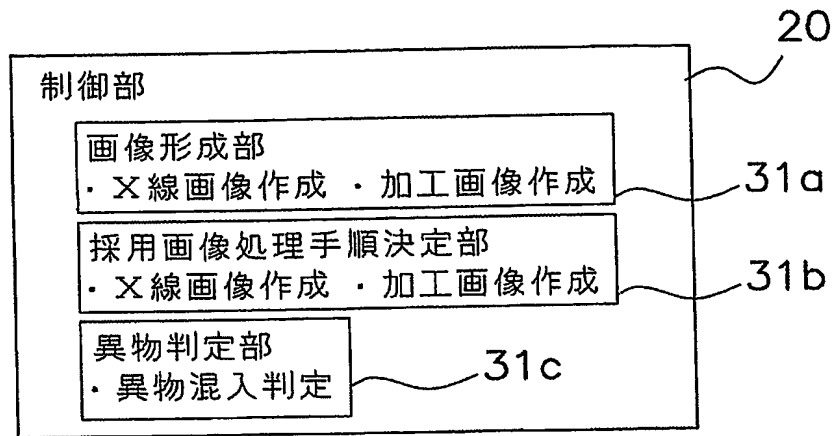 20
制御部
画像形成部
・X線画像作成 ・加工画像作成
31a
採用画像処理手順決定部
・X線画像作成 ・加工画像作成
31b
異物判定部
・異物混入判定
31c